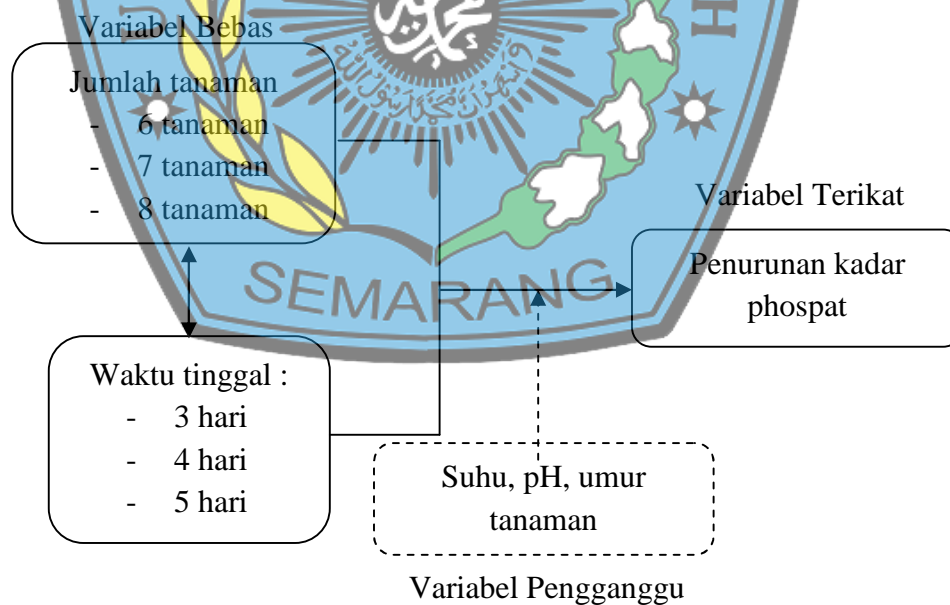 Variabel Bebas
Jumlah tanaman
- 6 tanaman
- 7 tanaman
- 8 tanaman
Variabel Terikat
Penurunan kadar
phospat
SEMARANG
Waktu tinggal :
- 3 hari
- 4 hari
- 5 hari
Suhu, pH, umur
tanaman
Variabel Pengganggu
H